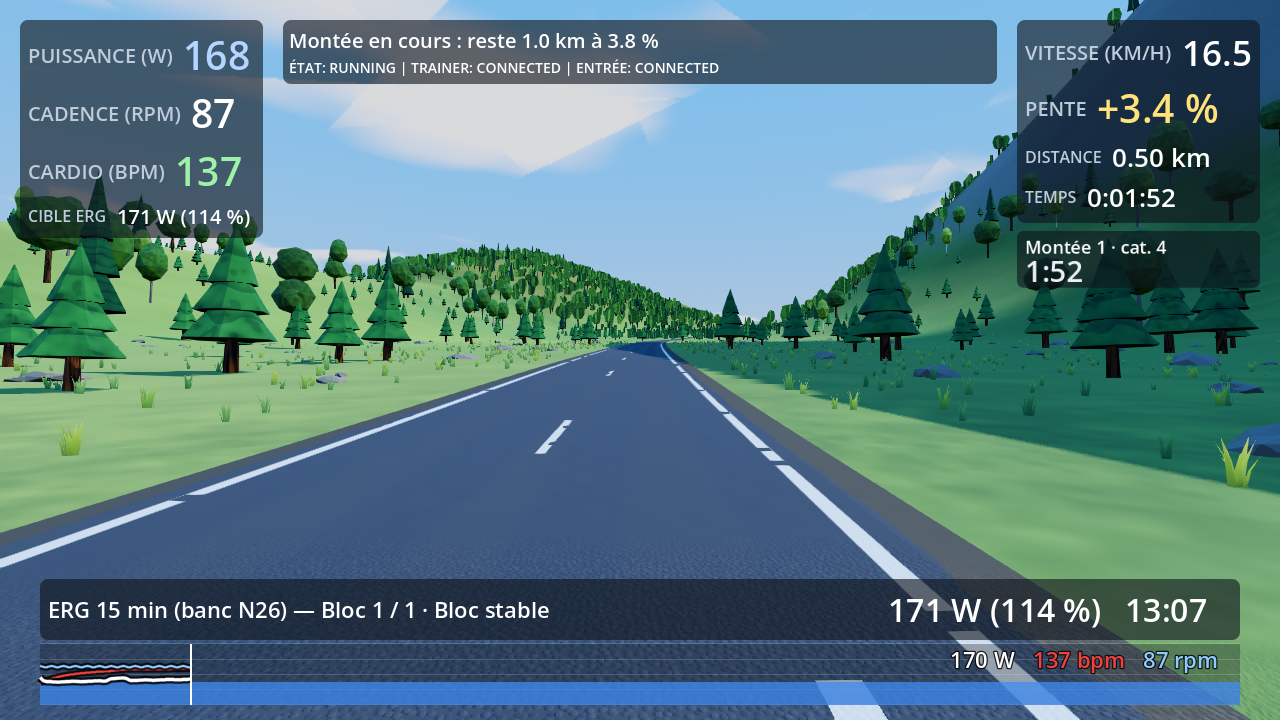 PUISSANCE (W) 168
CADENCE (RPM) 87
CARDIO (BPM) 137
CIBLE ERG 171 W (114 %)
Montée en cours : reste 1.0 km à 3.8 %
ÉTAT: RUNNING | TRAINER: CONNECTED | ENTRÉE: CONNECTED
VITESSE (KM/H) 16.5
PENTE +3.4 %
DISTANCE 0.50 km
TEMPS 0:01:52
Montée 1 · cat. 4
1:52
ERG 15 min (banc N26) — Bloc 1 / 1 · Bloc stable 171 W (114 %) 13:07
170 W 137 bpm 87 rpm